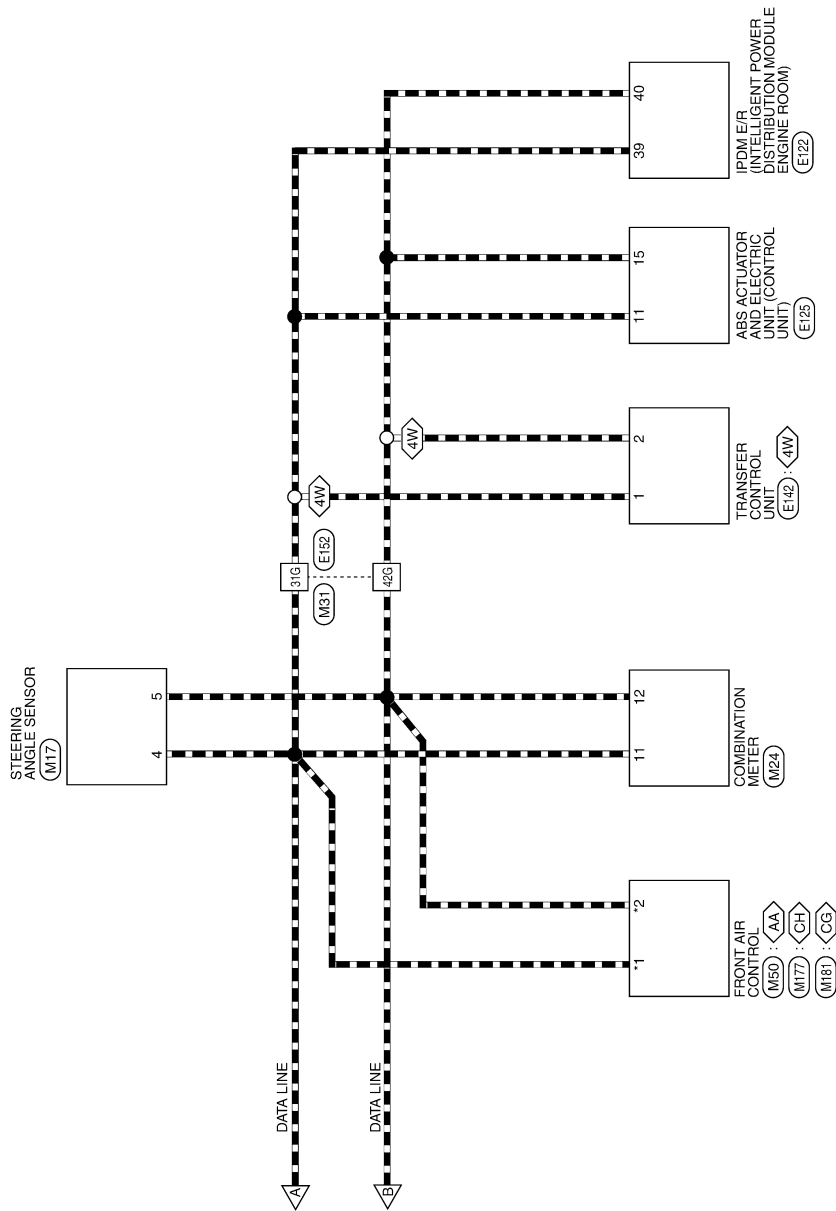 STEERING
ANGLE SENSOR
M17
4
5
A
DATA LINE
B
DATA LINE
31G
42G
M31
E152
4W
4W
*1
*2
FRONT AIR
CONTROL
M50 : AA
M177 : CH
M181 : CG
11
12
COMBINATION
METER
M24
1
2
TRANSFER
CONTROL
UNIT
E142 : 4W
11
15
ABS ACTUATOR
AND ELECTRIC
UNIT (CONTROL
UNIT)
E125
39
40
IPDM E/R
(INTELLIGENT POWER
DISTRIBUTION MODULE
ENGINE ROOM)
E122